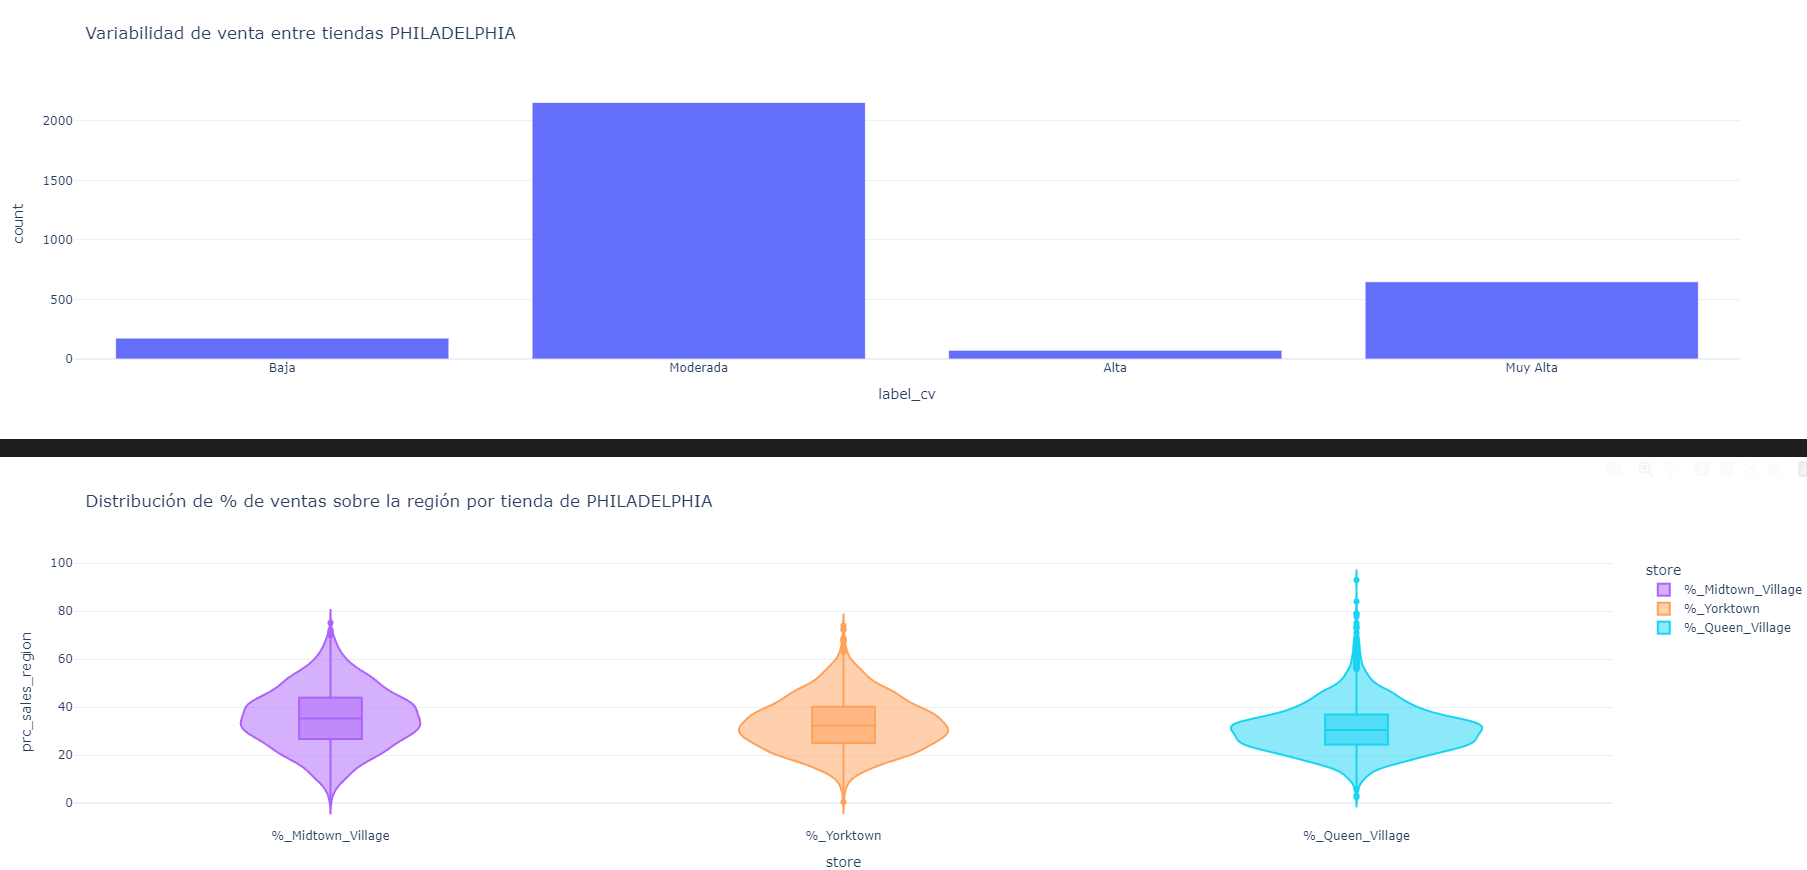 Variabilidad de venta entre tiendas PHILADELPHIA
2000
1500
1000
500
0
count
Baja
Moderada
Alta
Muy Alta
label_cv
Distribución de % de ventas sobre la región por tienda de PHILADELPHIA
100
80
60
40
20
0
prc_sales_region
%_Midtown_Village
%_Yorktown
%_Queen_Village
store
store
%_Midtown_Village
%_Yorktown
%_Queen_Village